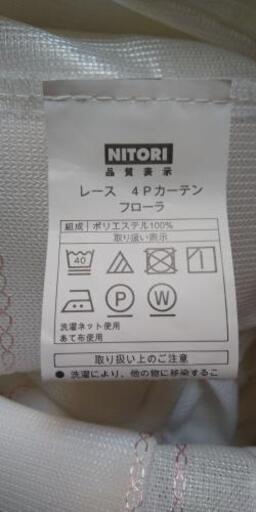 NITORI
品質表示
レース 4Pカーテン
フローラ
組成 ポリエステル100%
取り扱い表示
40
P W
洗濯ネット使用
あて布使用
取り扱い上のご注意
● 洗濯により、他の物に移染するこ